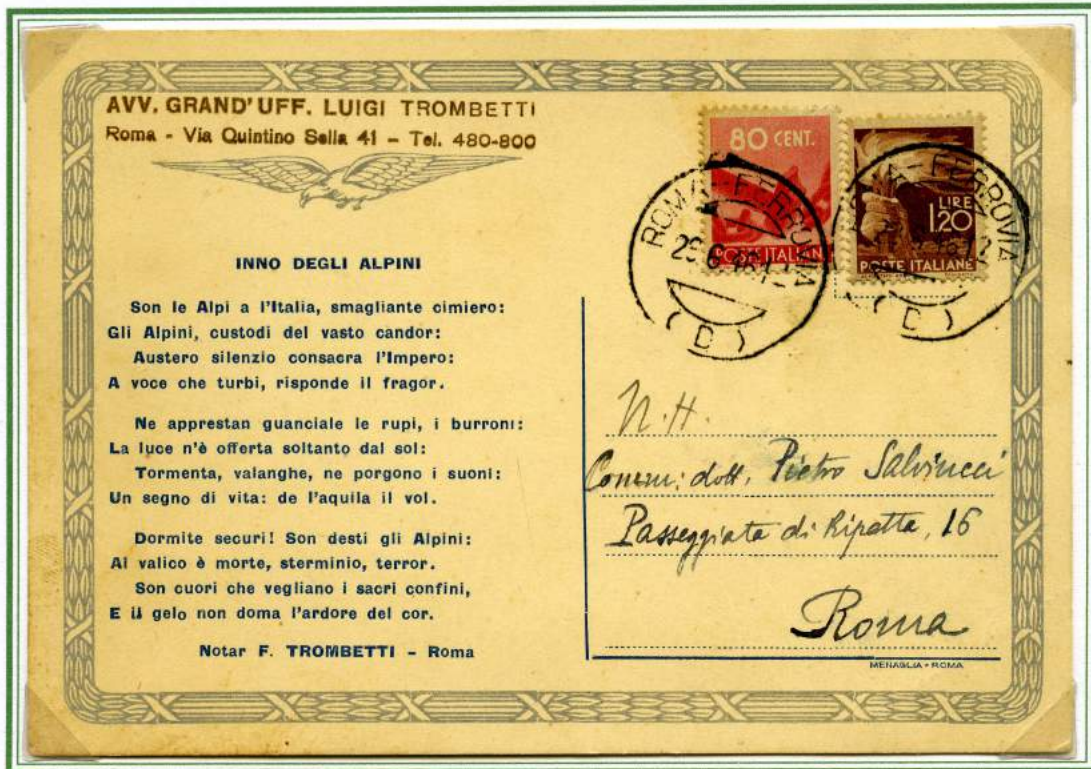 AVV. GRAND'UFF. LUIGI TROMBETTI
Roma - Via Quintino Sella 41 - Tel. 480-800
INNO DEGLI ALPINI
Son le Alpi a l'Italia, smagliante cimiero:
Gli Alpini, custodi del vasto candor:
Austero silenzio consacra l'Impero:
A voce che turbi, risponde il fragor.
Ne apprestan guanciale le rupi, i burroni:
La luce n'è offerta soltanto dal sol:
Tormenta, valanghe, ne porgono i suoni:
Un segno di vita: de l'aquila il vol.
Dormite securi! Son desti gli Alpini:
Al valico è morte, sterminio, terror.
Son cuori che vegliano i sacri confini,
E il gelo non doma l'ardore del cor.
Notar F. TROMBETTI - Roma
80 CENT.
POSTE ITALIAN
LIRE
1.20
POSTE ITALIANE
ROMA - FERROVIA
(D)
FERROVIA
(D)
N. H.
Comm: dott. Pietro Salvinucci
Passeggiata di Ripetta, 16
Roma
MENAGLIA - ROMA